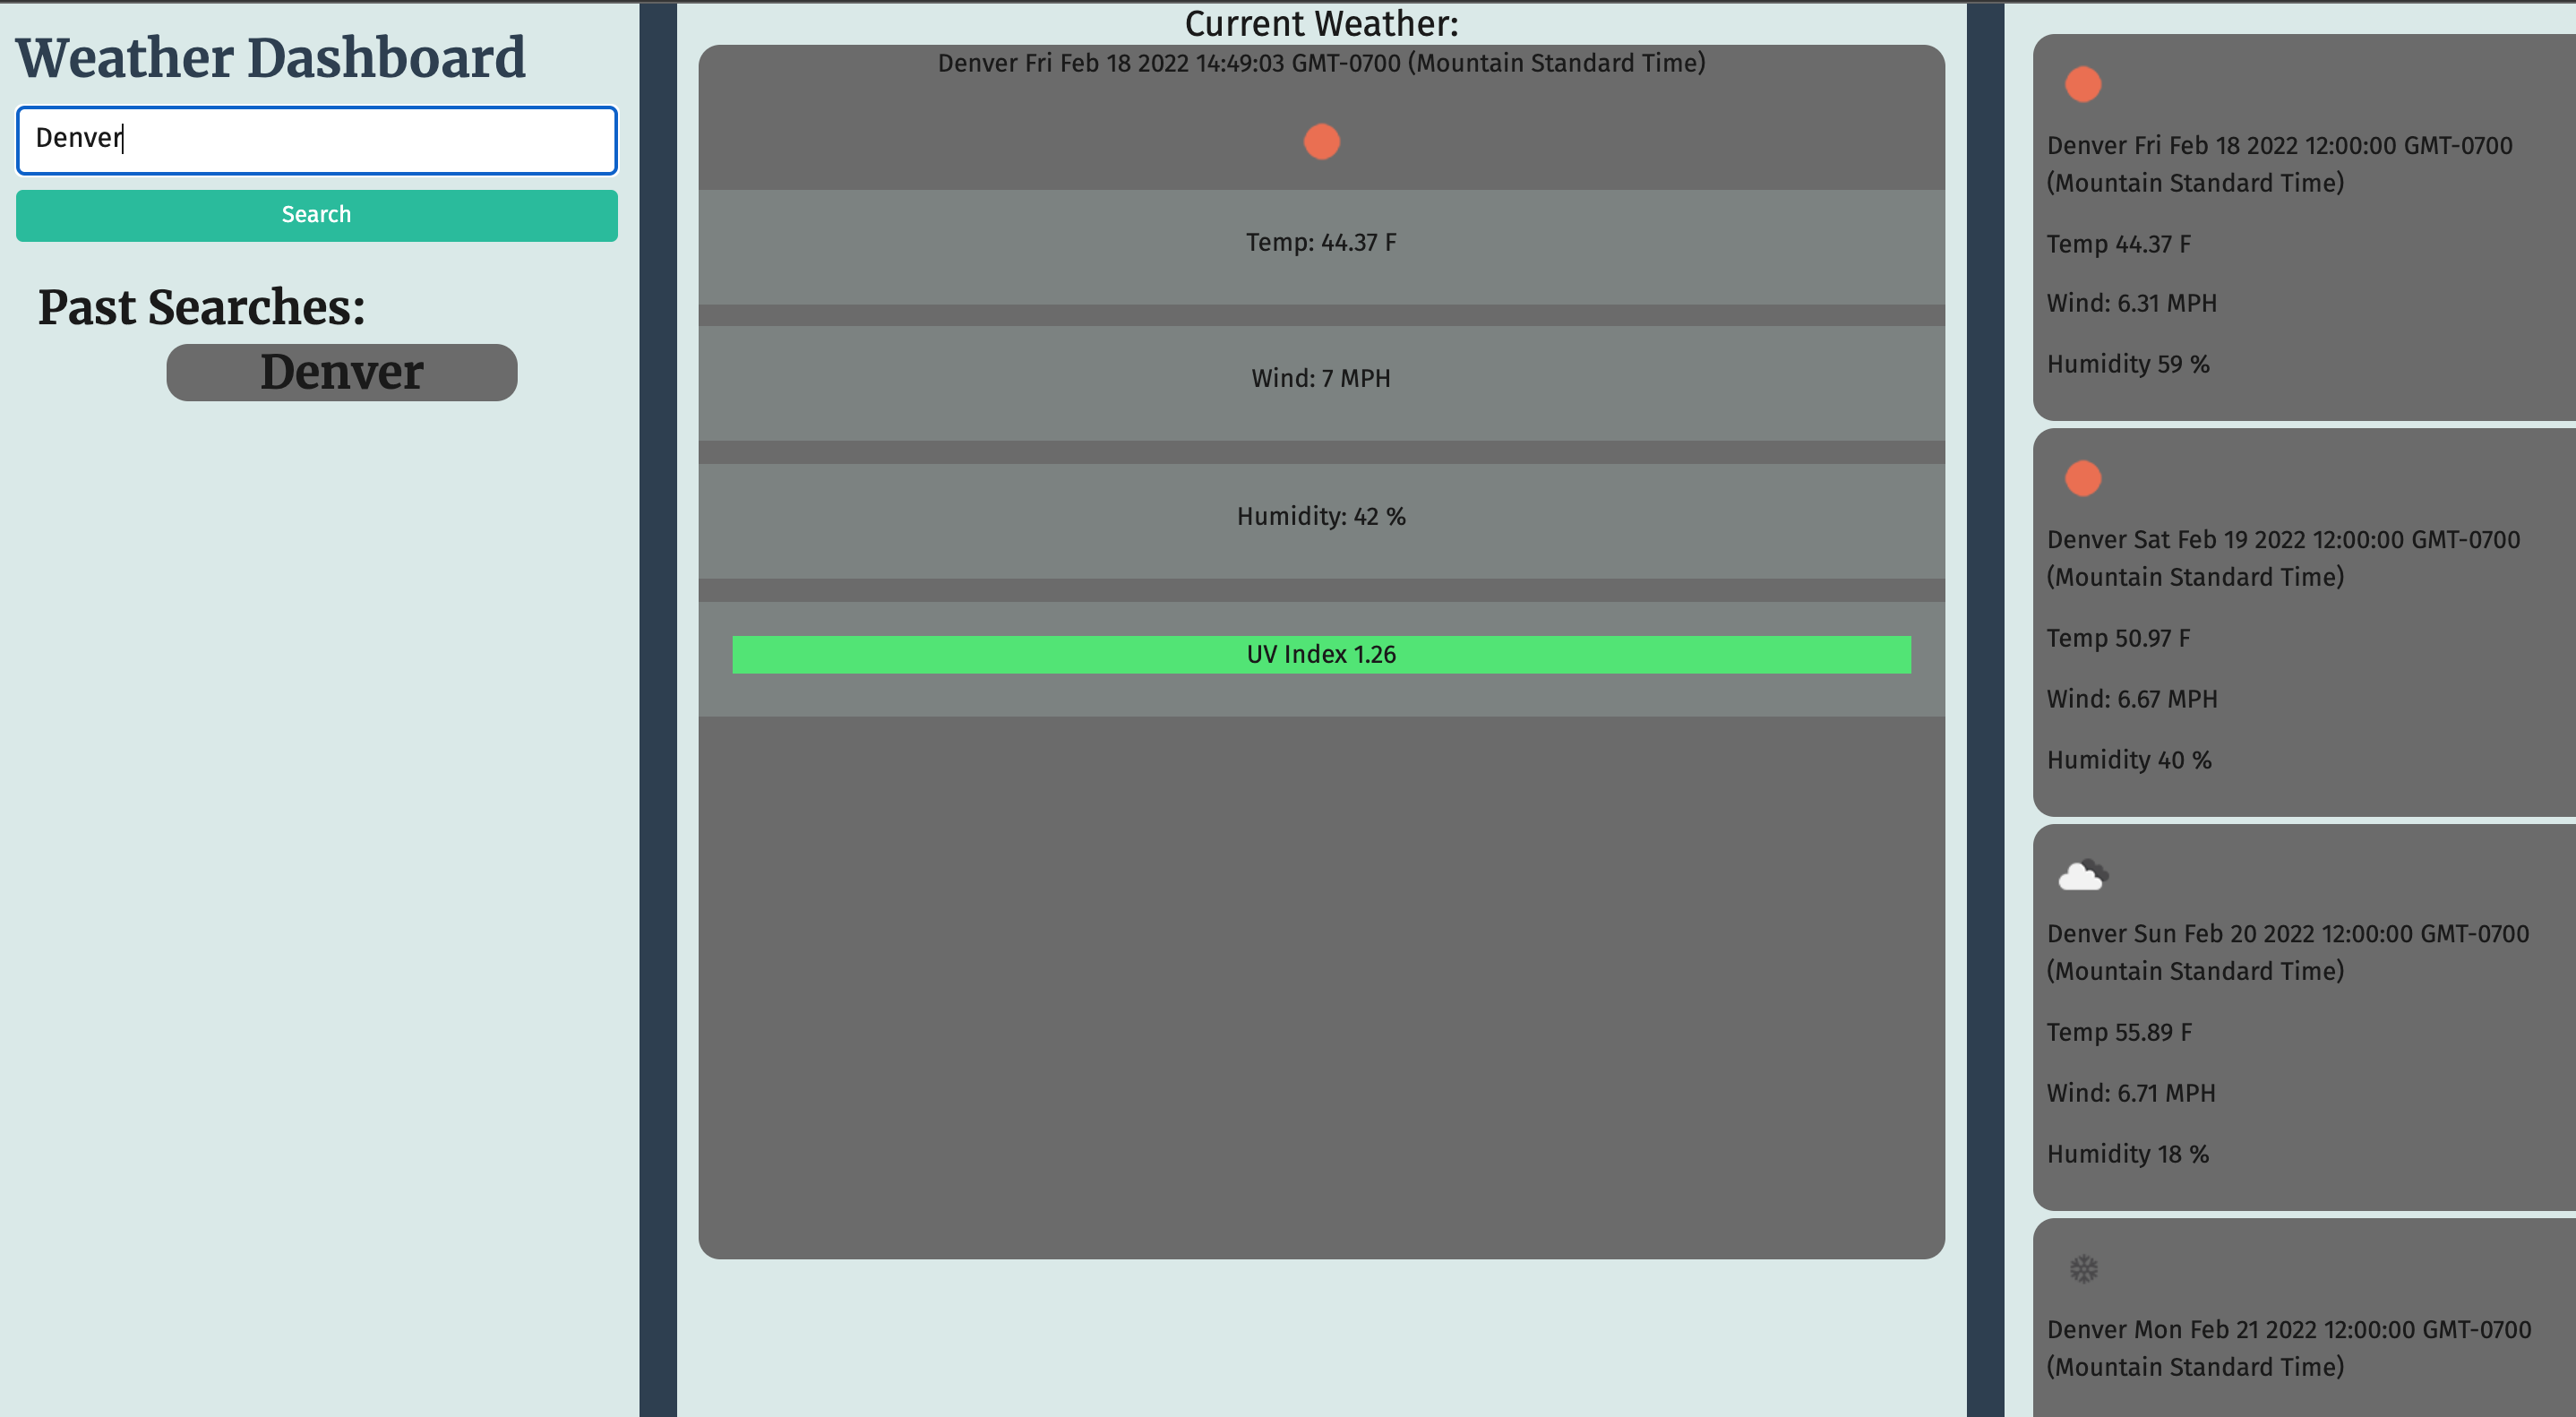 Weather Dashboard
Denver
Search
Past Searches:
Denver
Current Weather:
Denver Fri Feb 18 2022 14:49:03 GMT-0700 (Mountain Standard Time)
Temp: 44.37 F
Wind: 7 MPH
Humidity: 42 %
UV Index 1.26
Denver Fri Feb 18 2022 12:00:00 GMT-0700
(Mountain Standard Time)
Temp 44.37 F
Wind: 6.31 MPH
Humidity 59 %
Denver Sat Feb 19 2022 12:00:00 GMT-0700
(Mountain Standard Time)
Temp 50.97 F
Wind: 6.67 MPH
Humidity 40 %
Denver Sun Feb 20 2022 12:00:00 GMT-0700
(Mountain Standard Time)
Temp 55.89 F
Wind: 6.71 MPH
Humidity 18 %
Denver Mon Feb 21 2022 12:00:00 GMT-0700
(Mountain Standard Time)